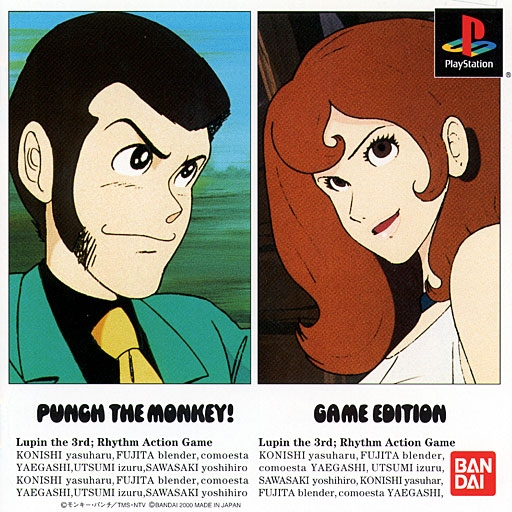 PlayStation
®
PUNCH THE MONKEY!
GAME EDITION
Lupin the 3rd; Rhythm Action Game
KONISHI yasuharu,FUJITA blender, comoesta
YAEGASHI,UTSUMI izuru,SAWASAKI yoshihiro
KONISHI yasuharu,FUJITA blender, comoesta
YAEGASHI,UTSUMI izuru,SAWASAKI yoshihiro
©モンキー・パンチ/TMS・NTV ©BANDAI 2000 MADE IN JAPAN
Lupin the 3rd; Rhythm Action Game
KONISHI yasuharu, FUJITA blender,
comoesta YAEGASHI, UTSUMI izuru,
SAWASAKI yoshihiro, KONISHI yasuhar,
FUJITA blender, comoesta YAEGASHI,
BAN
DAI